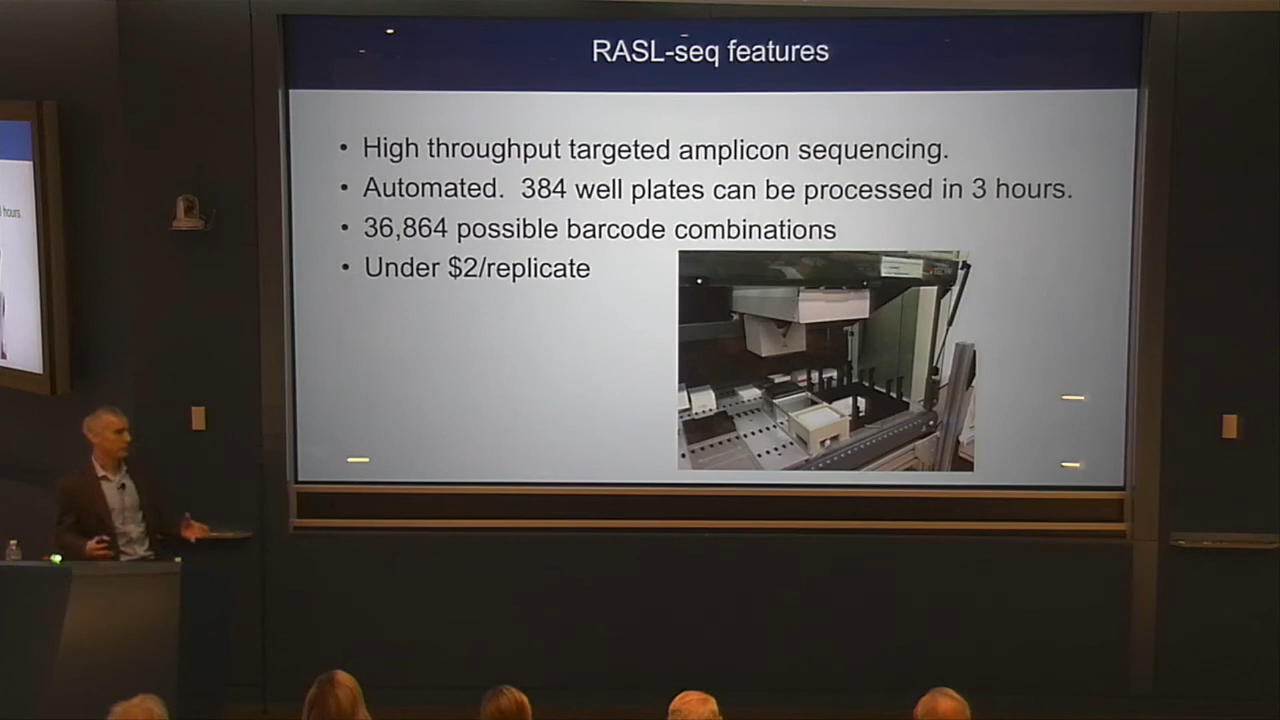 RASL-seq features
• High throughput targeted amplicon sequencing.
• Automated. 384 well plates can be processed in 3 hours.
• 36,864 possible barcode combinations
• Under $2/replicate
hours.